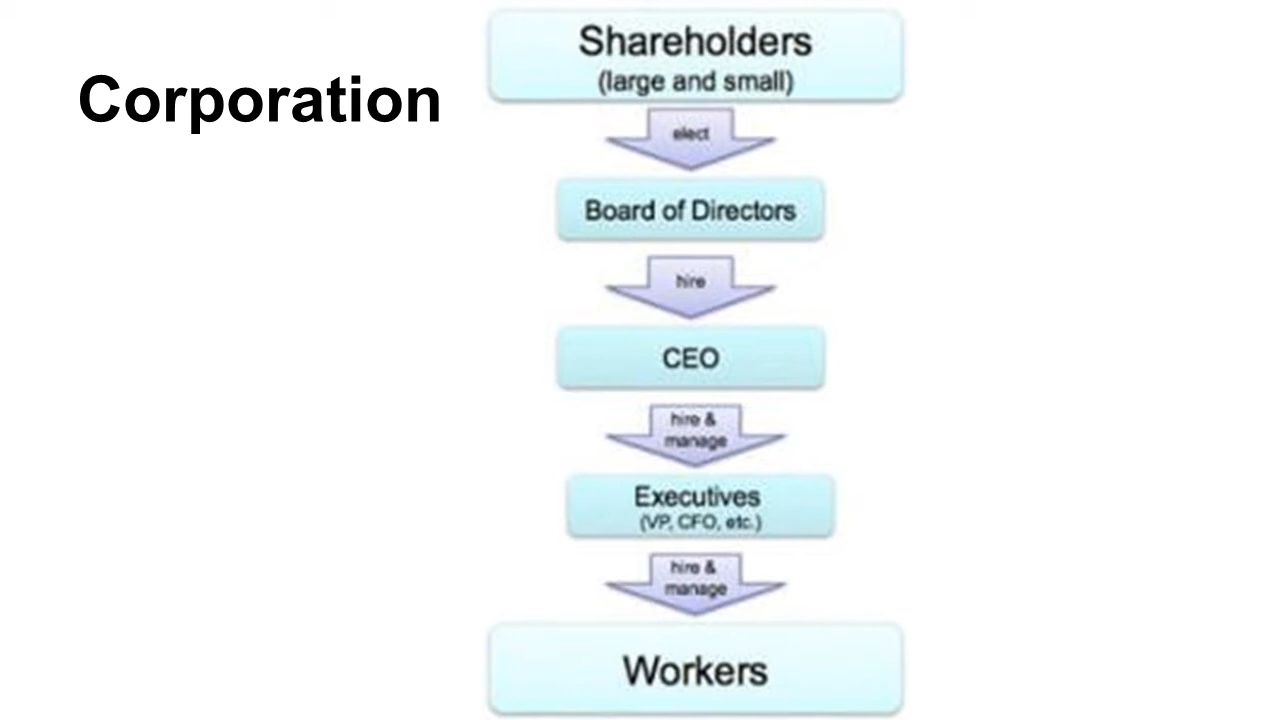 Corporation
Shareholders
(large and small)
elect
Board of Directors
hire
CEO
hire &
manage
Executives
(VP, CFO, etc.)
hire &
manage
Workers